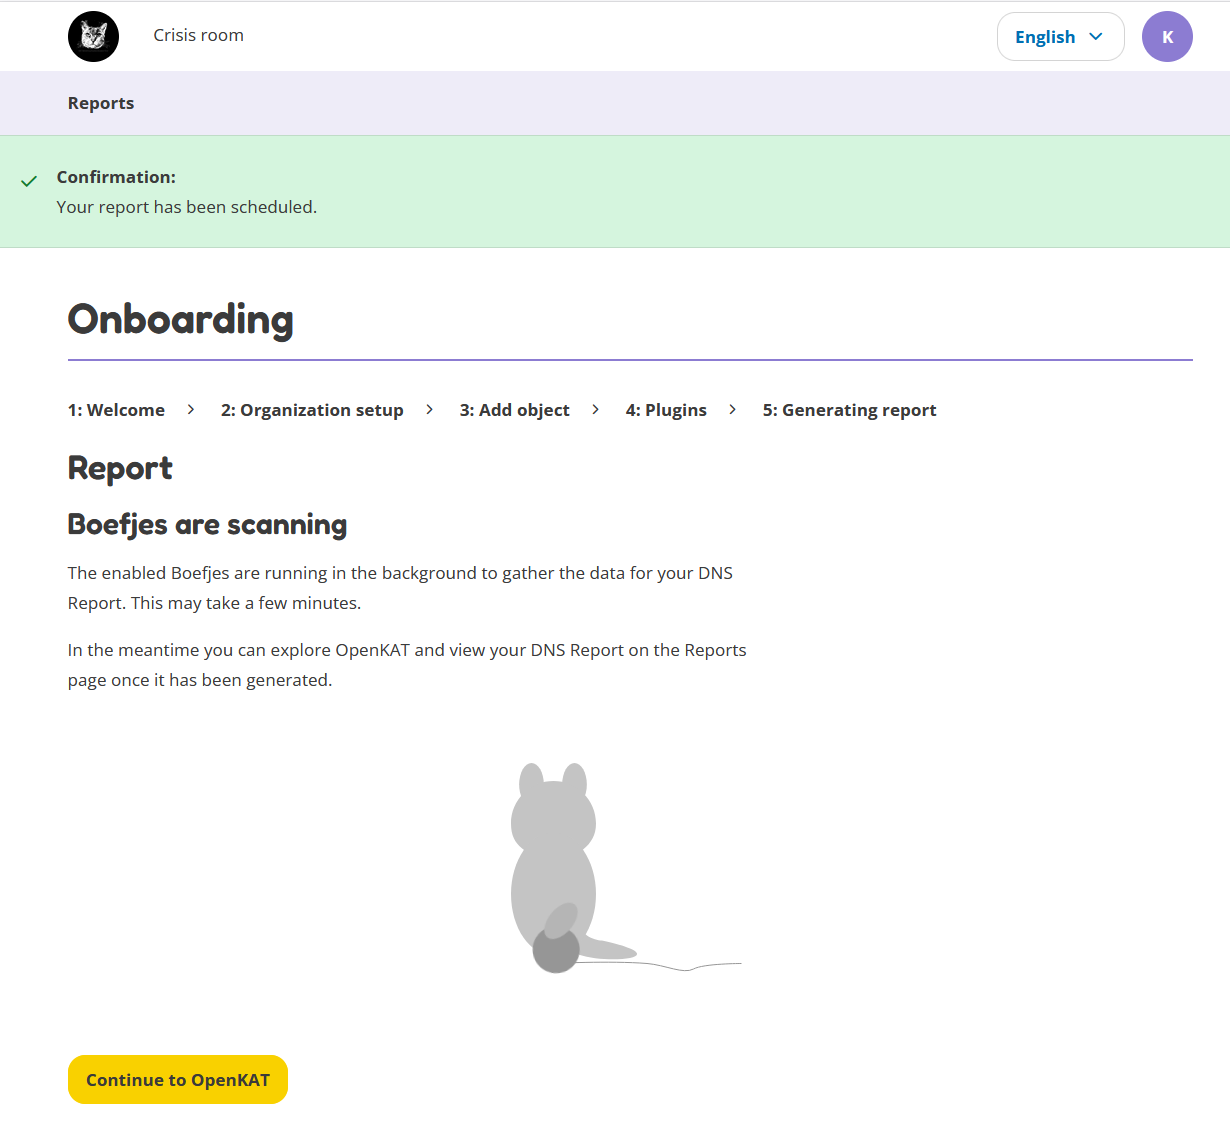 Crisis room
English
K
Reports
Confirmation:
Your report has been scheduled.
Onboarding
1: Welcome
2: Organization setup
3: Add object
4: Plugins
5: Generating report
Report
Boefjes are scanning
The enabled Boefjes are running in the background to gather the data for your DNS
Report. This may take a few minutes.
In the meantime you can explore OpenKAT and view your DNS Report on the Reports
page once it has been generated.
Continue to OpenKAT